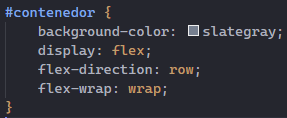 #contenedor {
    background-color: slategray;
    display: flex;
    flex-direction: row;
    flex-wrap: wrap;
}